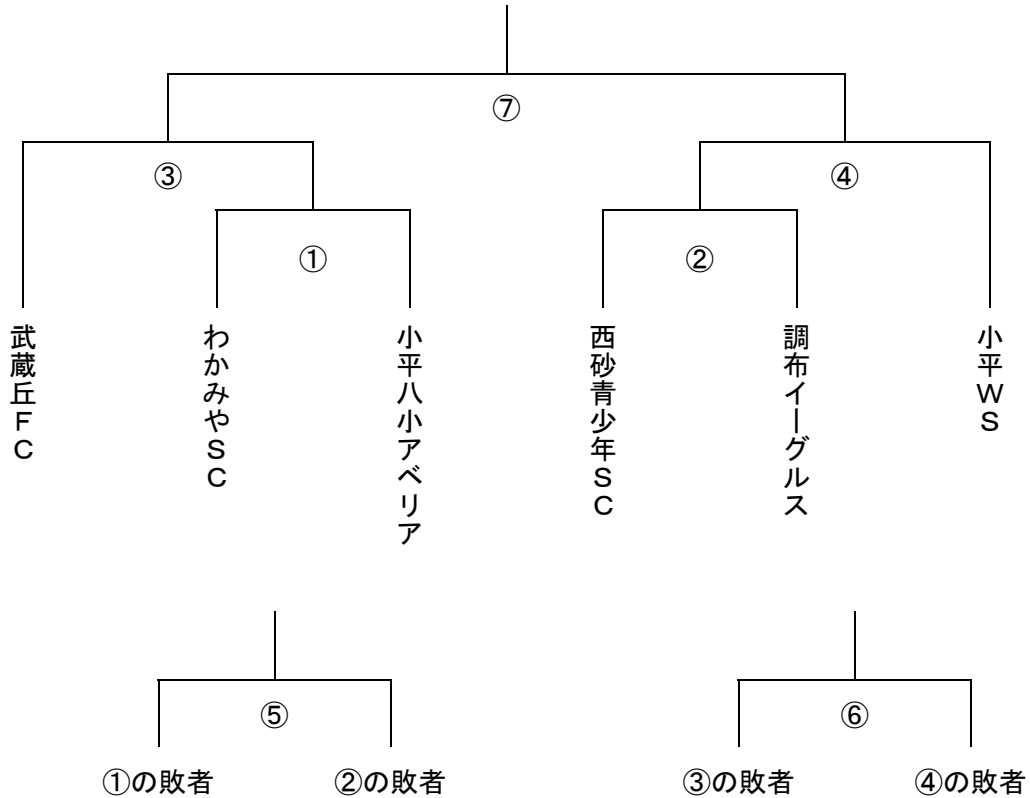 ⑦
③
④
①
②
武蔵丘FC
わかみやSC
小平八小アベリア
西砂青少年SC
調布イーグルス
小平WS
⑤
⑥
①の敗者
②の敗者
③の敗者
④の敗者